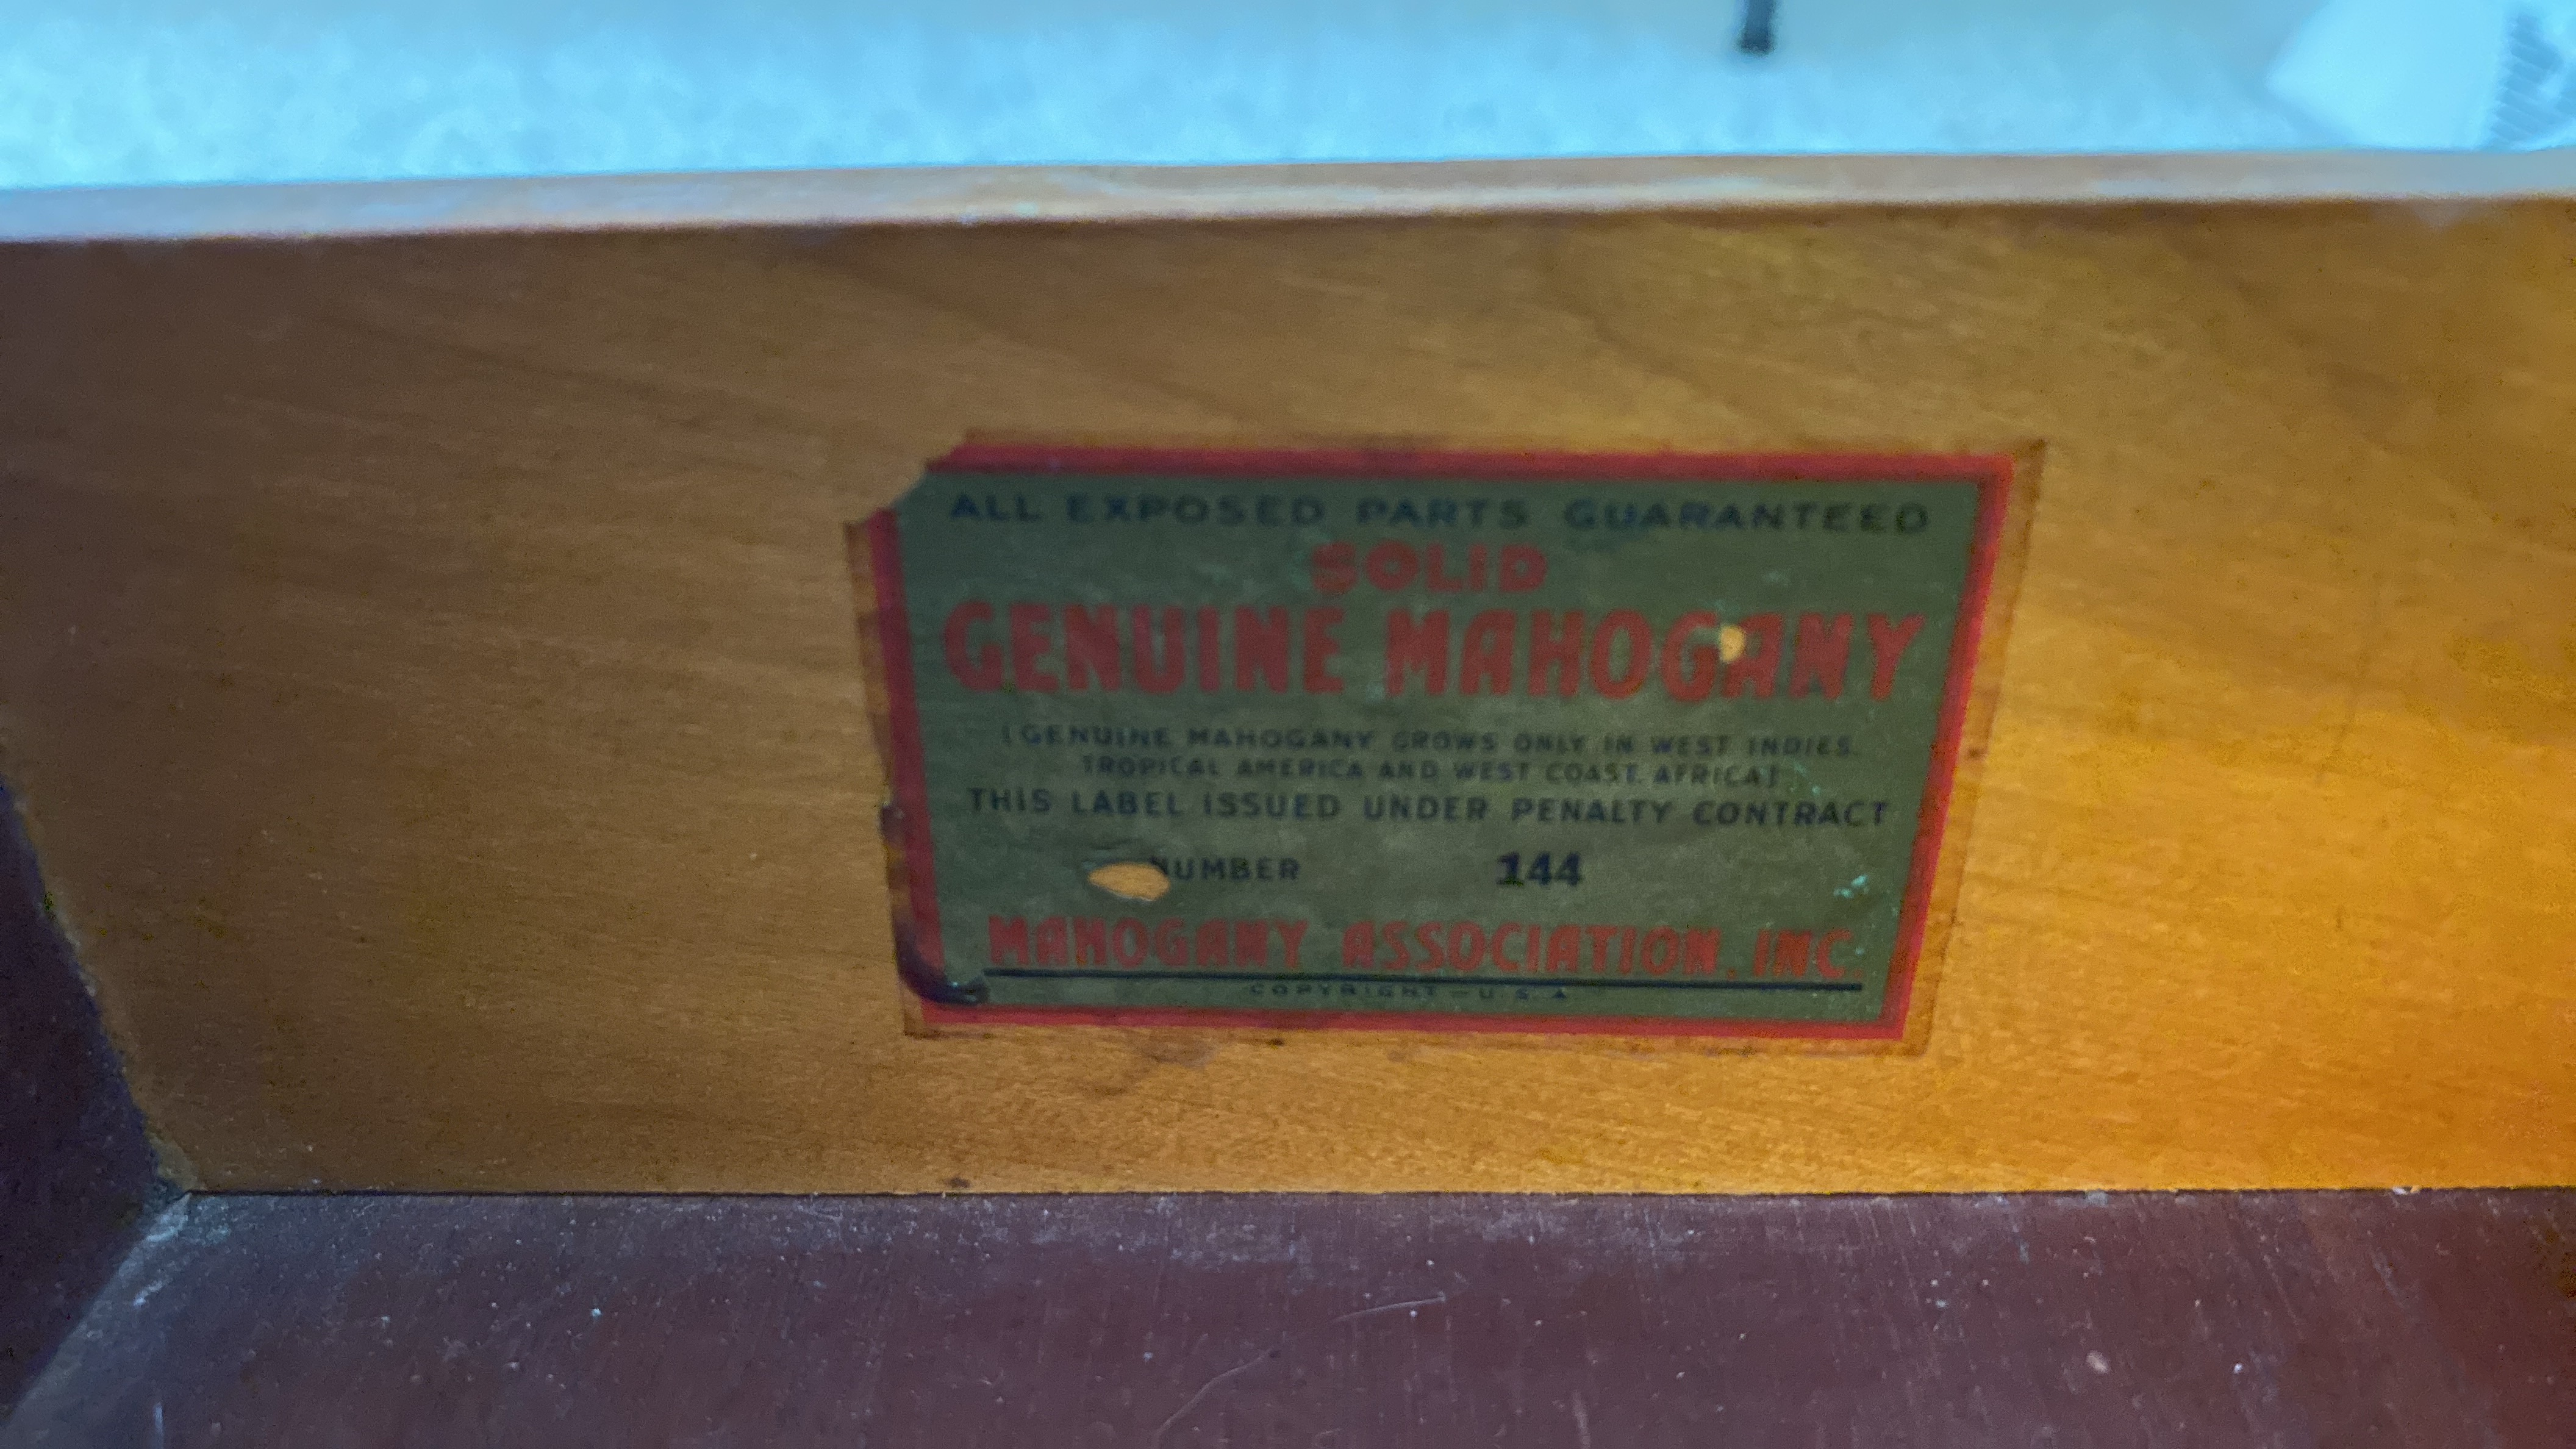 ALL EXPOSED PARTS GUARANTEED
SOLID
GENUINE MAHOGANY
[GENUINE MAHOGANY GROWS ONLY IN WEST INDIES.
TROPICAL AMERICA AND WEST COAST. AFRICA]
THIS LABEL ISSUED UNDER PENALTY CONTRACT
NUMBER 144
MAHOGANY ASSOCIATION, INC.
COPYRIGHT - U.S.A